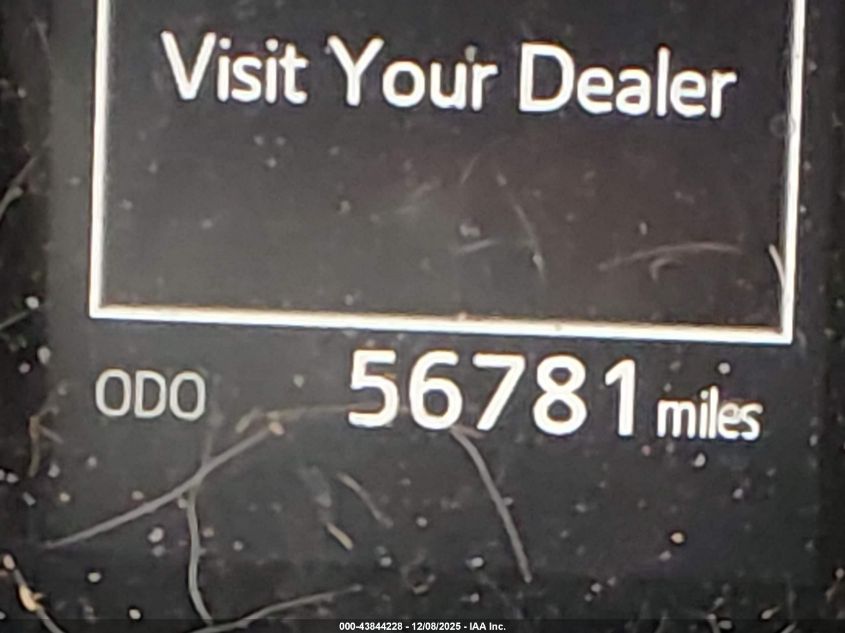 Visit Your Dealer
ODO 56781 miles
000-43844228 - 12/08/2025 - IAA Inc.